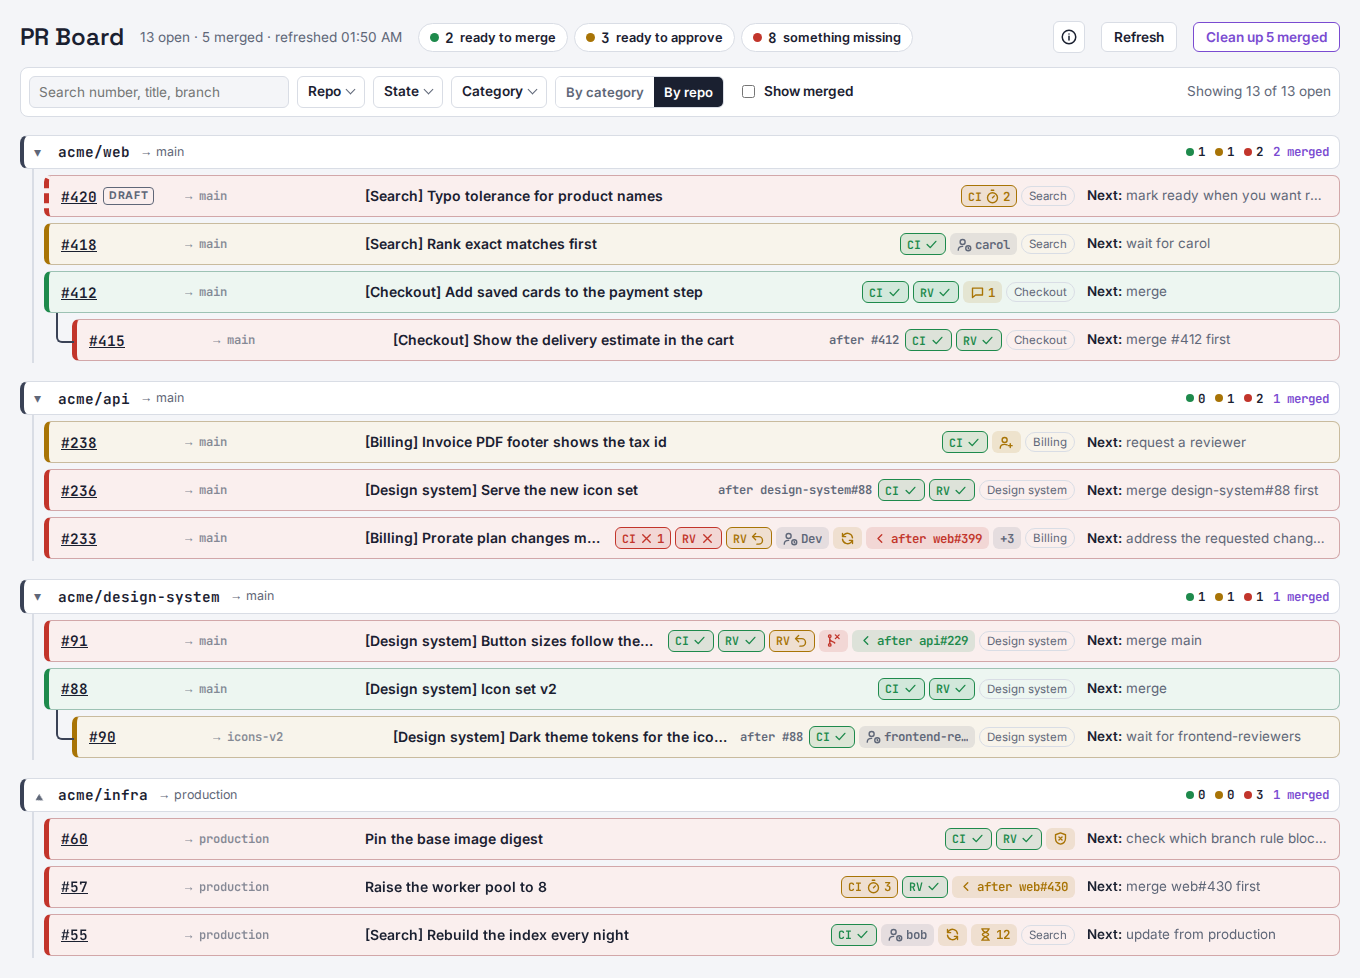 PR Board 13 open · 5 merged · refreshed 01:50 AM 2 ready to merge 3 ready to approve 8 something missing Refresh Clean up 5 merged
Search number, title, branch Repo State Category By category By repo Show merged Showing 13 of 13 open
acme/web → main 1 1 2 2 merged
#420 DRAFT → main [Search] Typo tolerance for product names CI 2 Search Next: mark ready when you want r...
#418 → main [Search] Rank exact matches first CI carol Search Next: wait for carol
#412 → main [Checkout] Add saved cards to the payment step CI RV 1 Checkout Next: merge
#415 → main [Checkout] Show the delivery estimate in the cart after #412 CI RV Checkout Next: merge #412 first
acme/api → main 0 1 2 1 merged
#238 → main [Billing] Invoice PDF footer shows the tax id CI Billing Next: request a reviewer
#236 → main [Design system] Serve the new icon set after design-system#88 CI RV Design system Next: merge design-system#88 first
#233 → main [Billing] Prorate plan changes m... CI 1 RV RV Dev after web#399 +3 Billing Next: address the requested chang...
acme/design-system → main 1 1 1 1 merged
#91 → main [Design system] Button sizes follow the... CI RV RV after api#229 Design system Next: merge main
#88 → main [Design system] Icon set v2 CI RV Design system Next: merge
#90 → icons-v2 [Design system] Dark theme tokens for the ico... after #88 CI frontend-re… Design system Next: wait for frontend-reviewers
acme/infra → production 0 0 3 1 merged
#60 → production Pin the base image digest CI RV Next: check which branch rule bloc...
#57 → production Raise the worker pool to 8 CI 3 RV after web#430 Next: merge web#430 first
#55 → production [Search] Rebuild the index every night CI bob 12 Search Next: update from production